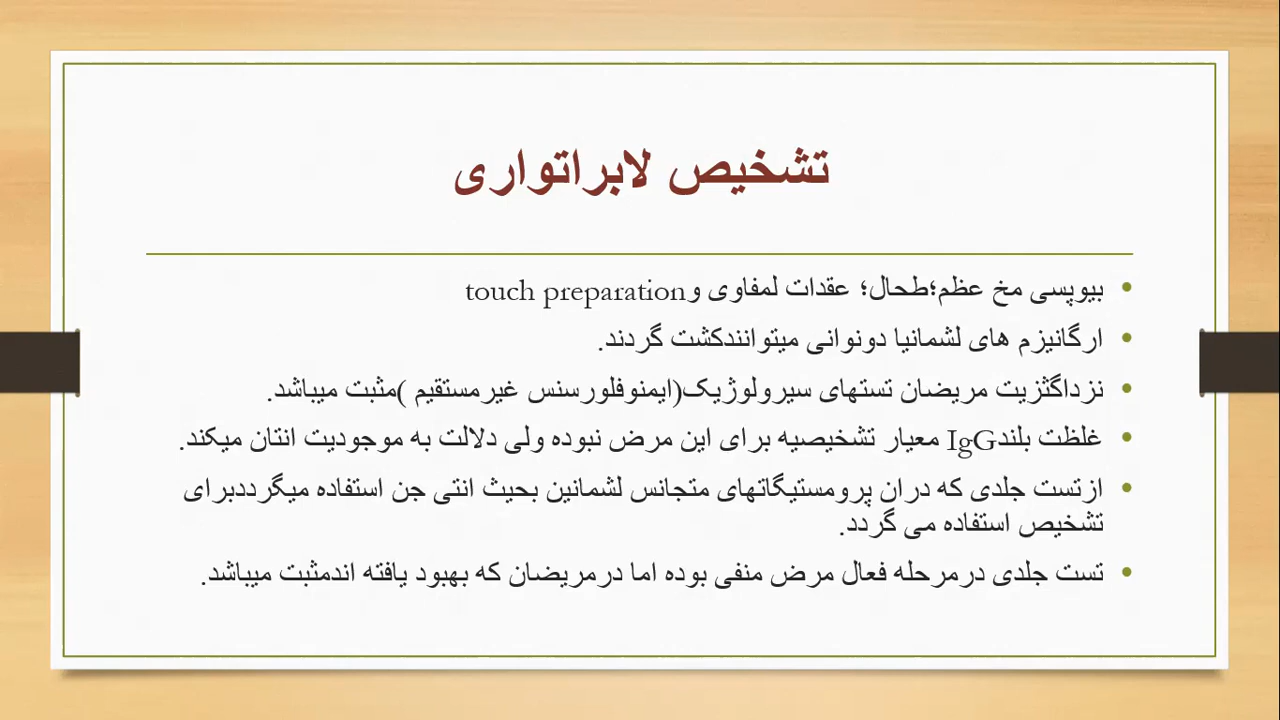 تشخیص لابراتواری
• بیوپسی مخ عظم؛طحال؛ عقدات لمفاوی وtouch preparation
• ارگانیزم های لشمانیا دونوانی میتوانندکشت گردند.
• نزداگثزیت مریضان تستهای سیرولوژیک(ایمنوفلورسنس غیرمستقیم )مثبت میباشد.
• غلظت بلندIgG معیار تشخیصیه برای این مرض نبوده ولی دلالت به موجودیت انتان میکند.
• ازتست جلدی که دران پرومستیگاتهای متجانس لشمانین بحیث انتی جن استفاده میگرددبرای
تشخیص استفاده می گردد.
• تست جلدی درمرحله فعال مرض منفی بوده اما درمریضان که بهبود یافته اندمثبت میباشد.